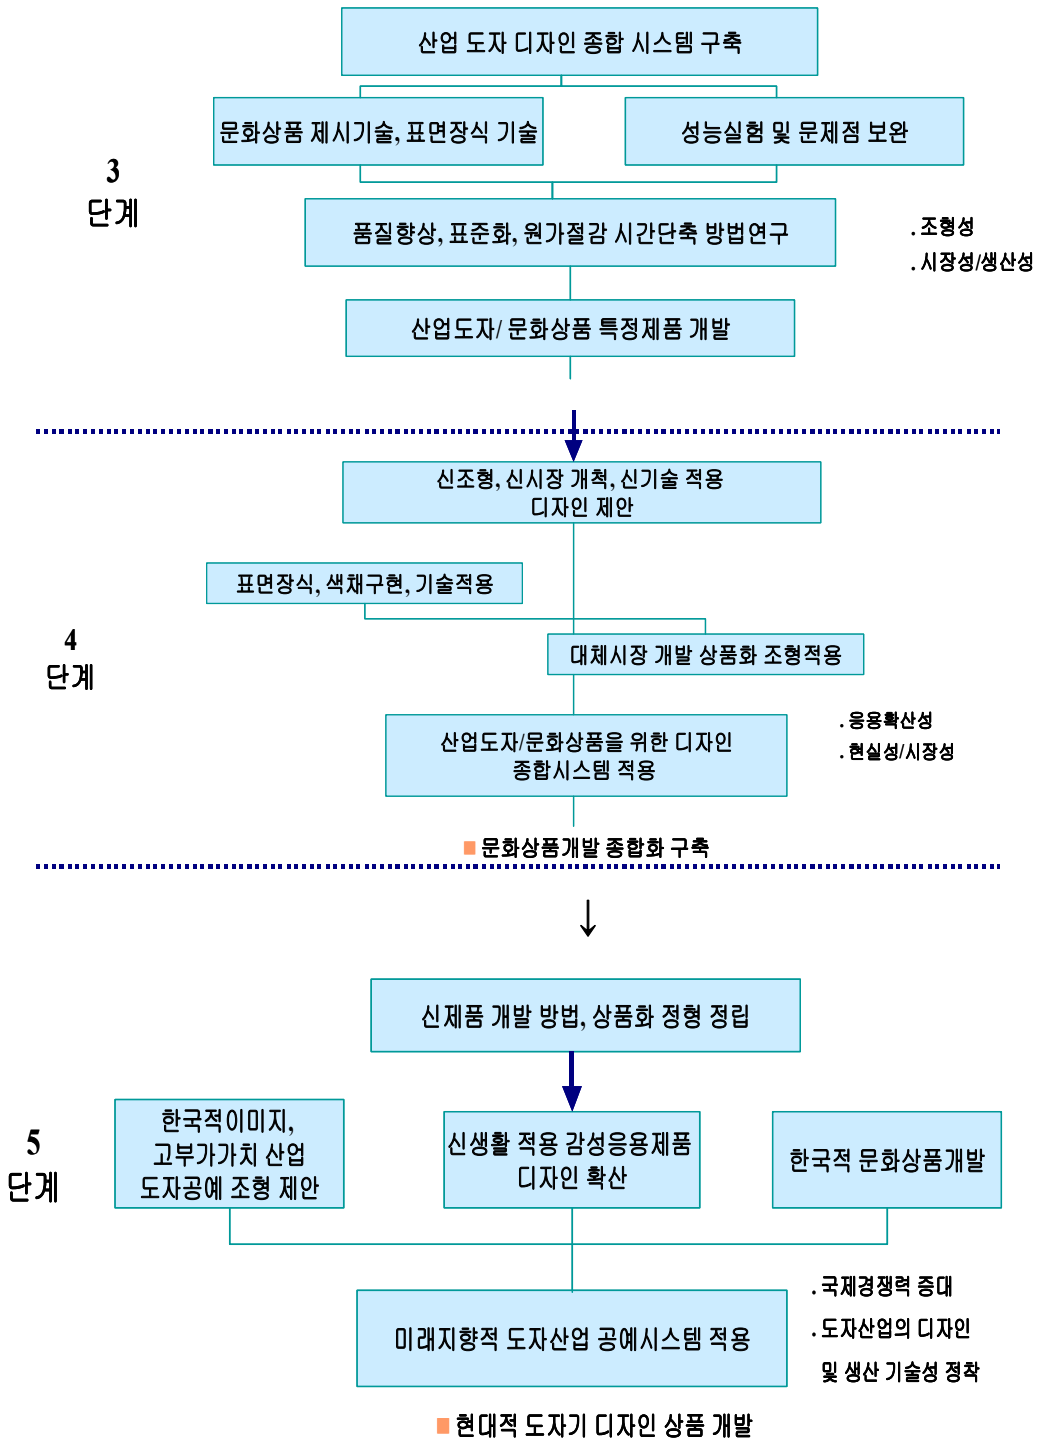 산업 도자 디자인 종합 시스템 구축
문화상품 제시기술, 표면장식 기술
성능실험 및 문제점 보완
3
단계
품질향상, 표준화, 원가절감 시간단축 방법연구
. 조형성
. 시장성/생산성
산업도자/ 문화상품 특정제품 개발
신조형, 신시장 개척, 신기술 적용
디자인 제안
표면장식, 색채구현, 기술적용
4
단계
대체시장 개발 상품화 조형적용
산업도자/문화상품을 위한 디자인
종합시스템 적용
. 응용확산성
. 현실성/시장성
■ 문화상품개발 종합화 구축
↓
신제품 개발 방법, 상품화 정형 정립
5
단계
한국적이미지,
고부가가치 산업
도자공예 조형 제안
신생활 적용 감성응용제품
디자인 확산
한국적 문화상품개발
미래지향적 도자산업 공예시스템 적용
. 국제경쟁력 증대
. 도자산업의 디자인
및 생산 기술성 정착
■ 현대적 도자기 디자인 상품 개발